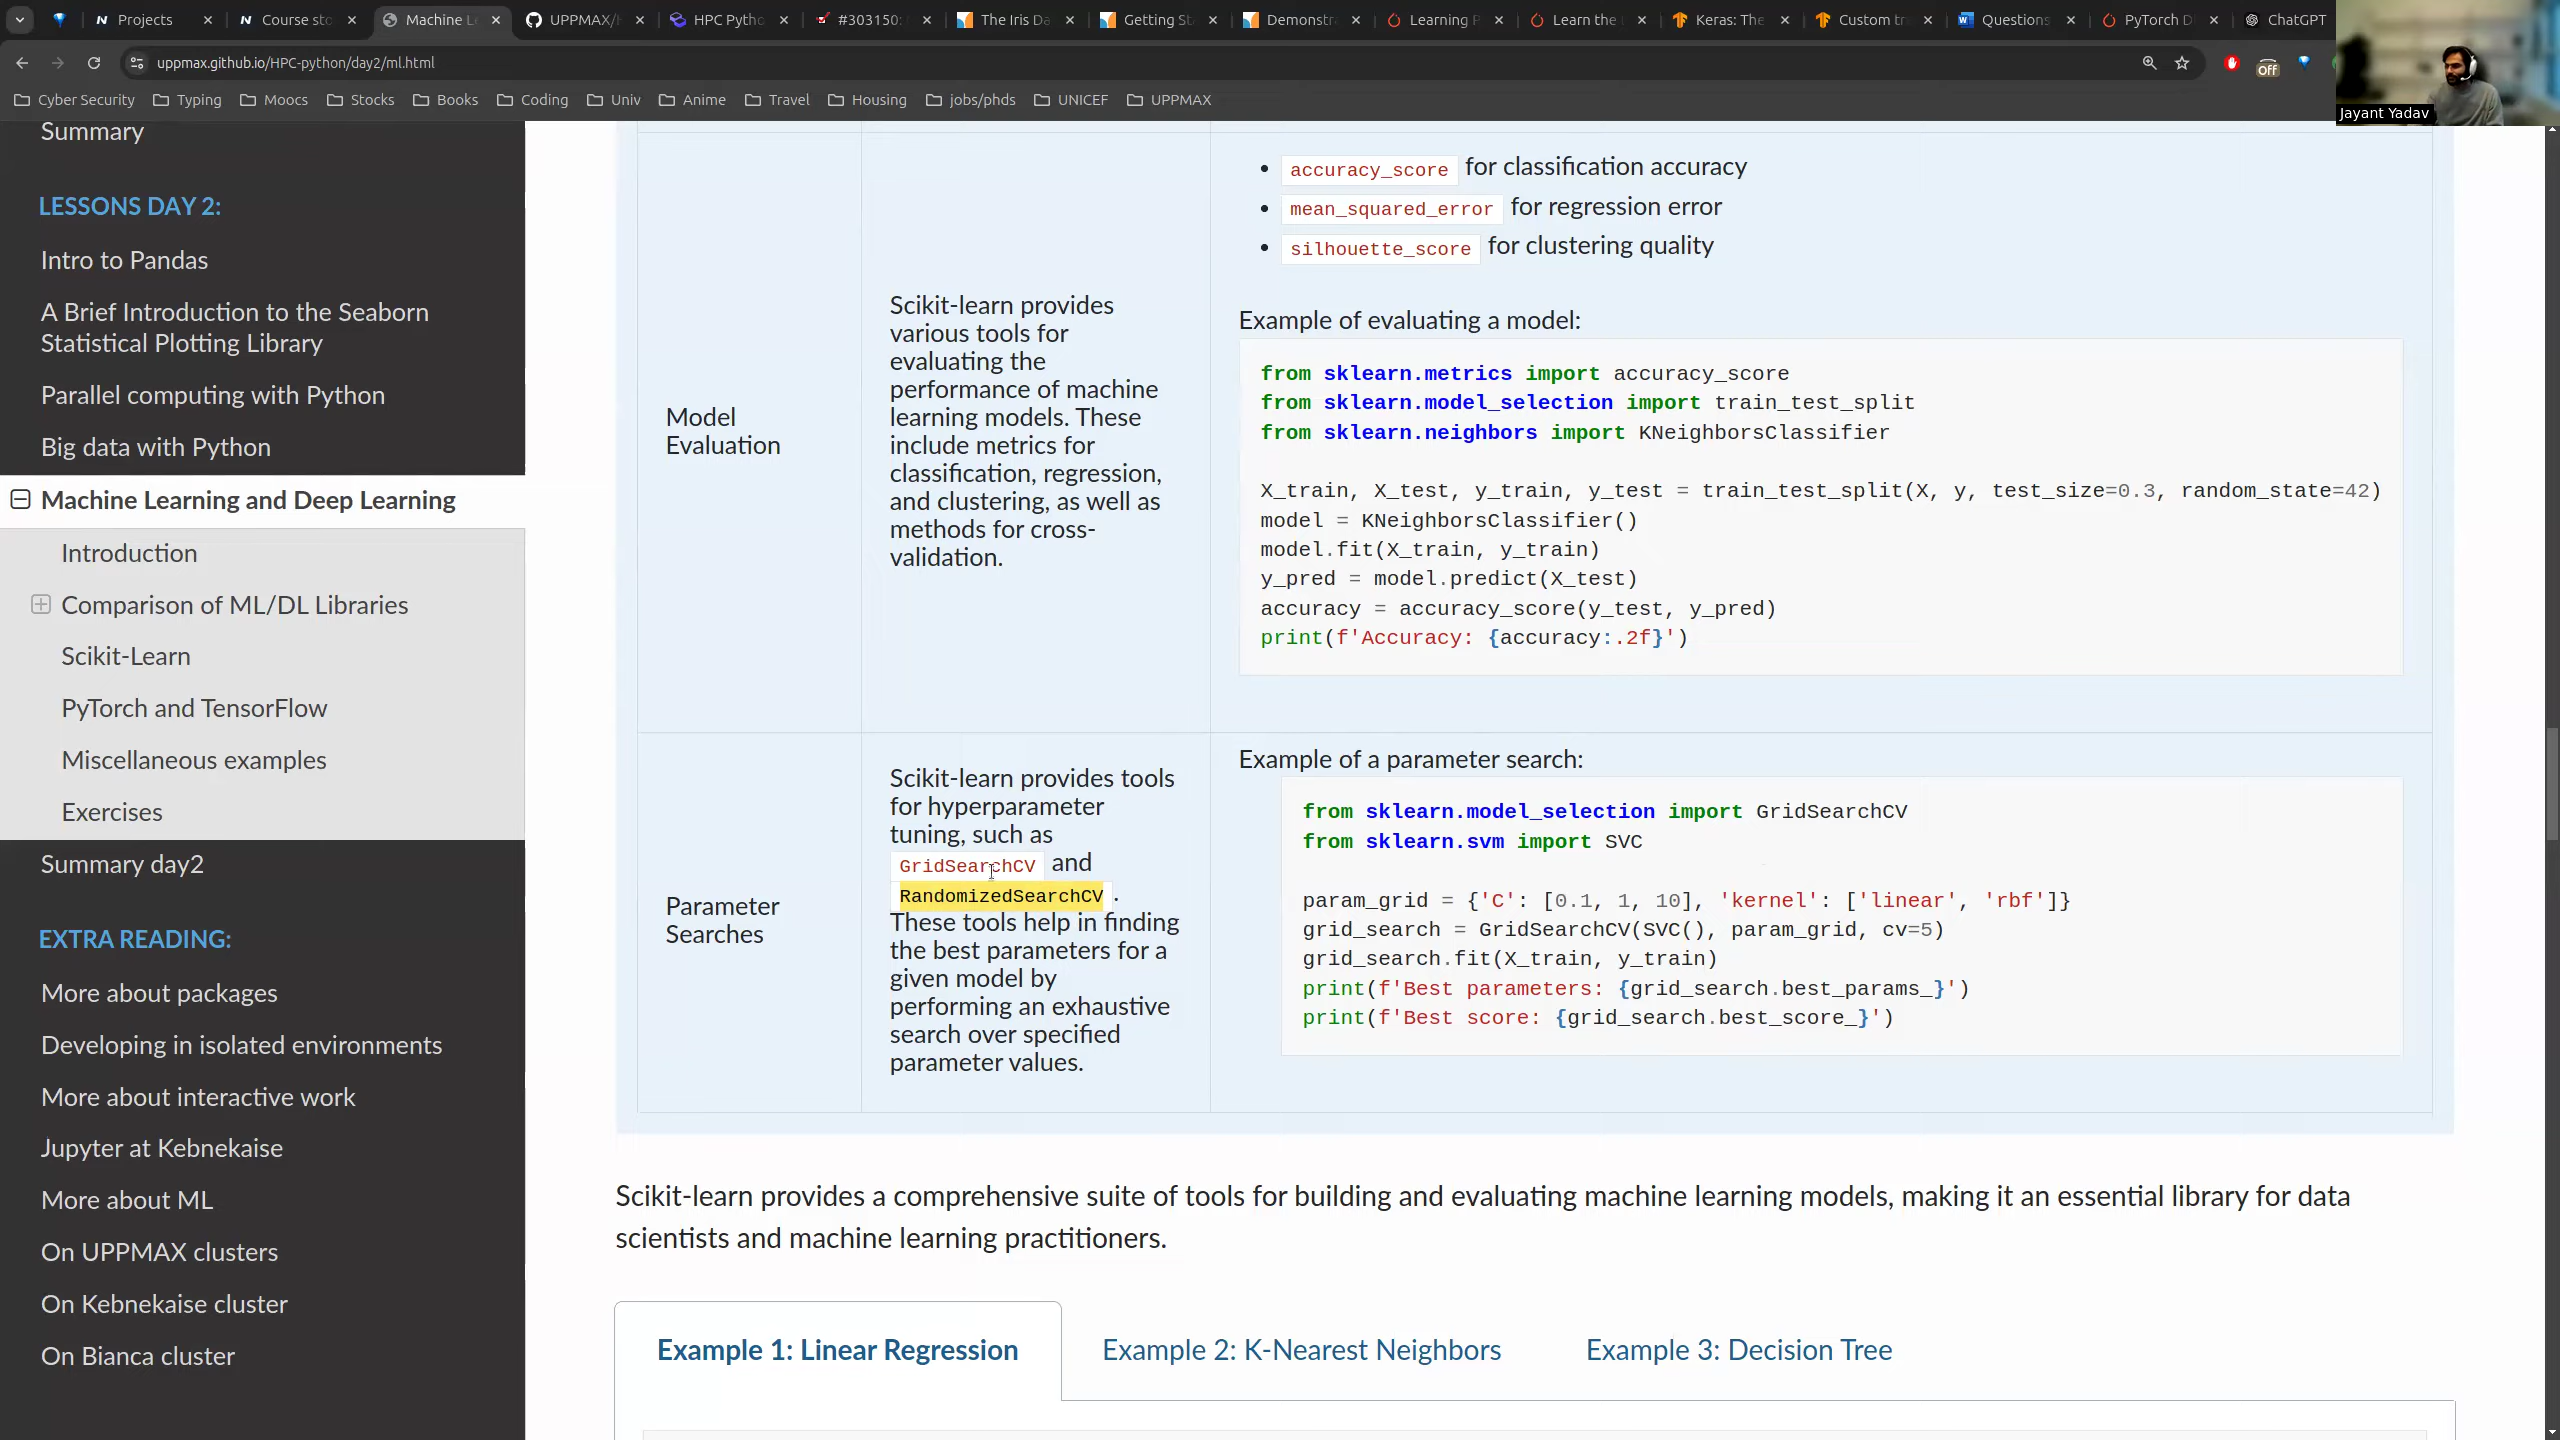 Projects
Course sto
Machine L
UPPMAX/H
HPC Pytho
#303150:
The Iris Da
Getting St
Demonstr
Learning P
Learn the
Keras: The
Custom tr
Questions
PyTorch D
ChatGPT
uppmax.github.io/HPC-python/day2/ml.html
Off
Cyber Security
Typing
Moocs
Stocks
Books
Coding
Univ
Anime
Travel
Housing
jobs/phds
UNICEF
UPPMAX
Jayant Yadav
Summary
LESSONS DAY 2:
Intro to Pandas
A Brief Introduction to the Seaborn
Statistical Plotting Library
Parallel computing with Python
Big data with Python
Machine Learning and Deep Learning
Introduction
Comparison of ML/DL Libraries
Scikit-Learn
PyTorch and TensorFlow
Miscellaneous examples
Exercises
Summary day2
EXTRA READING:
More about packages
Developing in isolated environments
More about interactive work
Jupyter at Kebnekaise
More about ML
On UPPMAX clusters
On Kebnekaise cluster
On Bianca cluster
Model
Evaluation
Scikit-learn provides
various tools for
evaluating the
performance of machine
learning models. These
include metrics for
classification, regression,
and clustering, as well as
methods for cross-
validation.
• accuracy_score for classification accuracy
• mean_squared_error for regression error
• silhouette_score for clustering quality
Example of evaluating a model:
from sklearn.metrics import accuracy_score
from sklearn.model_selection import train_test_split
from sklearn.neighbors import KNeighborsClassifier
X_train, X_test, y_train, y_test = train_test_split(X, y, test_size=0.3, random_state=42)
model = KNeighborsClassifier()
model.fit(X_train, y_train)
y_pred = model.predict(X_test)
accuracy = accuracy_score(y_test, y_pred)
print(f'Accuracy: {accuracy:.2f}')
Parameter
Searches
Scikit-learn provides tools
for hyperparameter
tuning, such as
GridSearchCV and
RandomizedSearchCV .
These tools help in finding
the best parameters for a
given model by
performing an exhaustive
search over specified
parameter values.
Example of a parameter search:
from sklearn.model_selection import GridSearchCV
from sklearn.svm import SVC
param_grid = {'C': [0.1, 1, 10], 'kernel': ['linear', 'rbf']}
grid_search = GridSearchCV(SVC(), param_grid, cv=5)
grid_search.fit(X_train, y_train)
print(f'Best parameters: {grid_search.best_params_}')
print(f'Best score: {grid_search.best_score_}')
Scikit-learn provides a comprehensive suite of tools for building and evaluating machine learning models, making it an essential library for data
scientists and machine learning practitioners.
Example 1: Linear Regression
Example 2: K-Nearest Neighbors
Example 3: Decision Tree